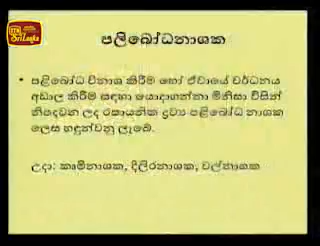 පලිබෝධනාශක
• පළිබෝධ විනාශ කිරීම හෝ ඒවායේ වර්ධනය
අඩාල කිරීම සඳහා යොදාගන්නා මිනිසා විසින්
නිපදවන ලද රසායනික ද්‍රව්‍ය පළිබෝධ නාශක
ලෙස හඳුන්වනු ලැබේ.
උදා: කෘමිනාශක, දිලීරනාශක, වල්නාශක